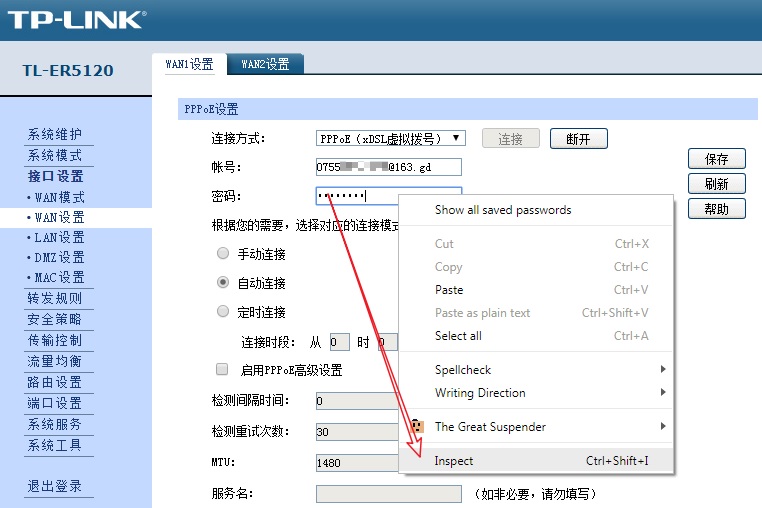 TP-LINK®
TL-ER5120
WAN1设置 WAN2设置
PPPoE设置
系统维护
系统模式
接口设置
·WAN模式
·WAN设置
·LAN设置
·DMZ设置
·MAC设置
转发规则
安全策略
传输控制
流量均衡
路由设置
端口设置
系统服务
系统工具
退出登录
连接方式: PPPoE（xDSL虚拟拨号） 连接 断开
帐号: 0755 @163.gd
密码: ••••••••
根据您的需要，选择对应的连接模式
手动连接
自动连接
定时连接
连接时段: 从 0 时 0
启用PPPoE高级设置
检测间隔时间: 0
检测重试次数: 30
MTU: 1480
服务名: （如非必要，请勿填写）
保存
刷新
帮助
Show all saved passwords
Cut Ctrl+X
Copy Ctrl+C
Paste Ctrl+V
Paste as plain text Ctrl+Shift+V
Select all Ctrl+A
Spellcheck
Writing Direction
The Great Suspender
Inspect Ctrl+Shift+I